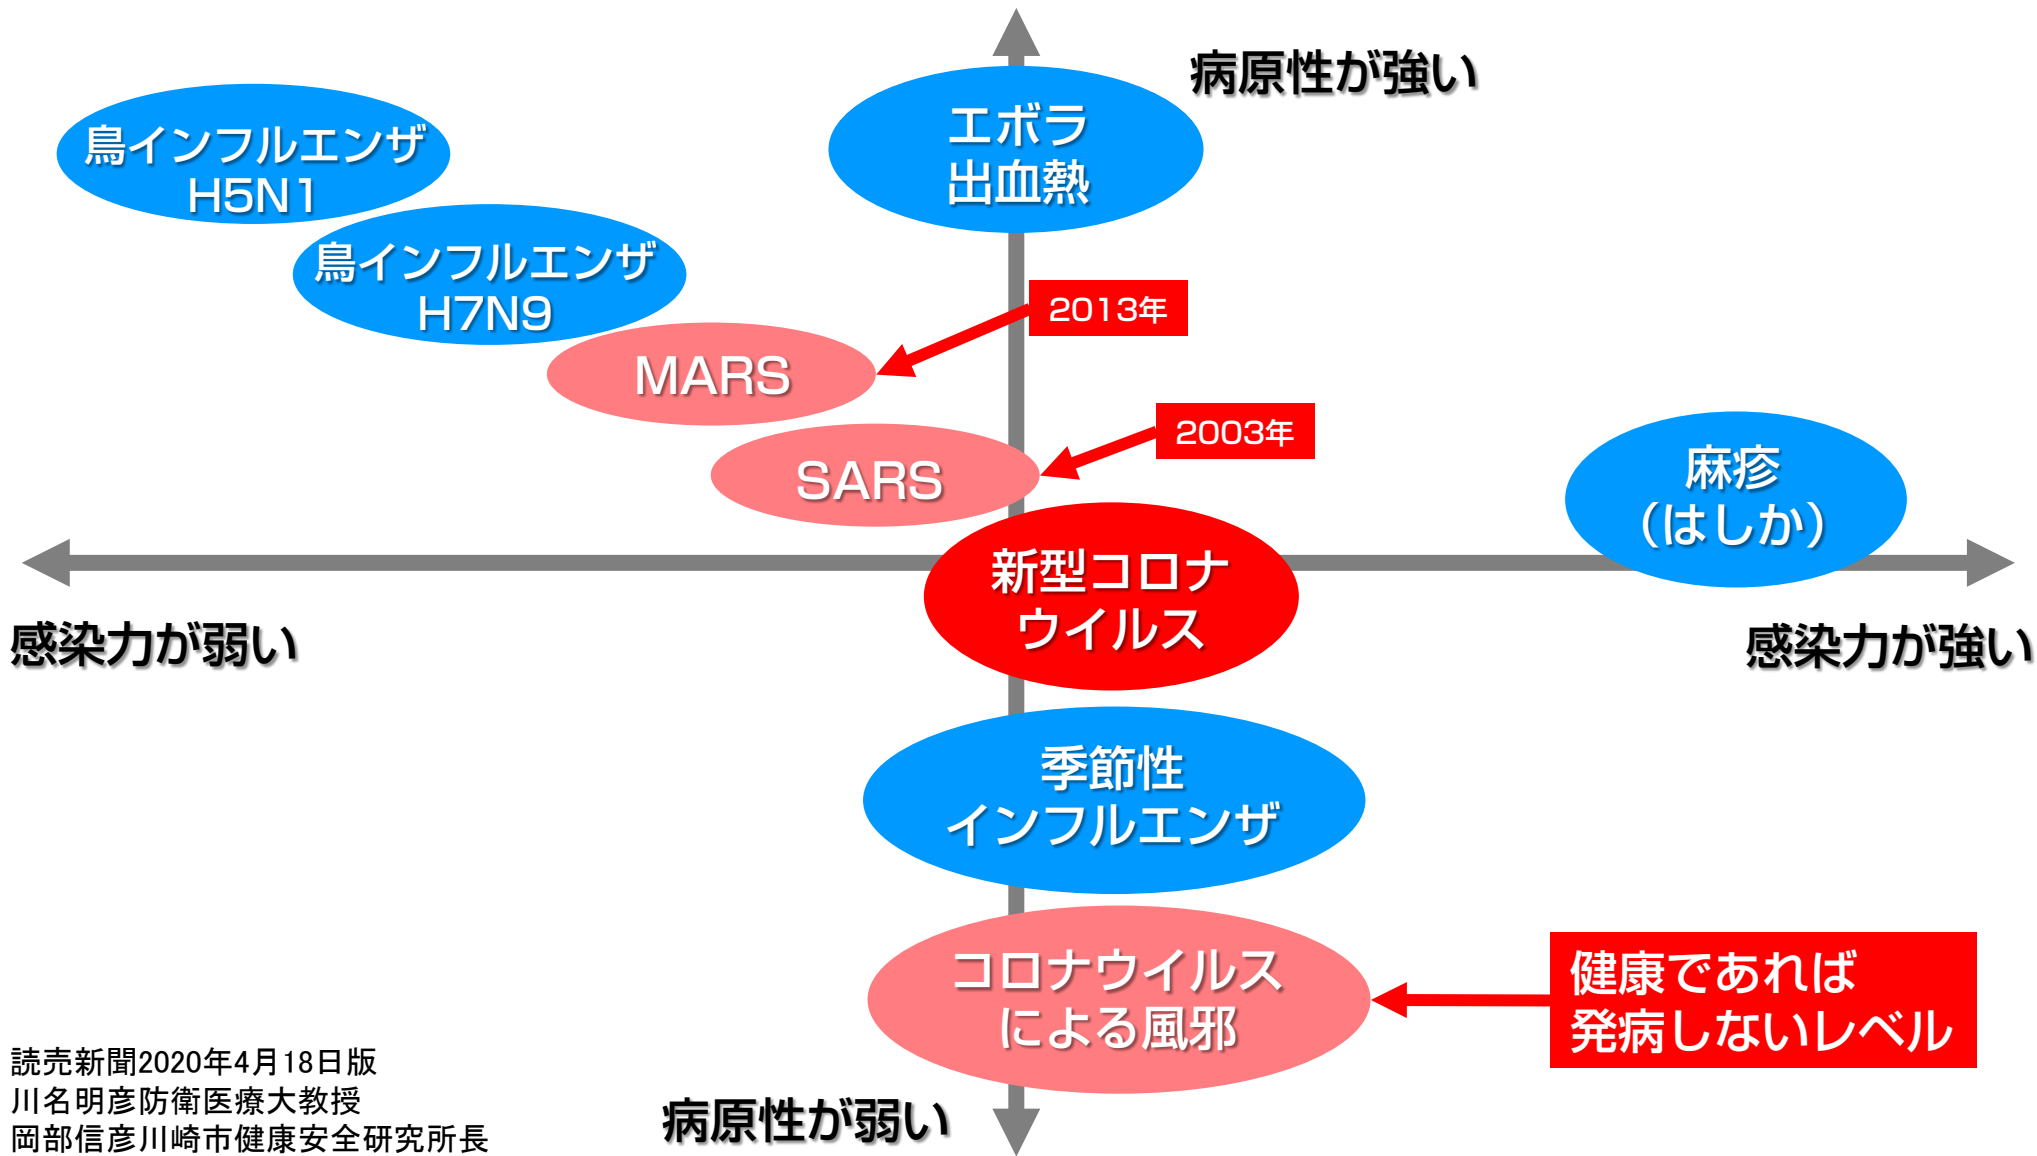 病原性が強い
エボラ
出血熱
鳥インフルエンザ
H5N1
鳥インフルエンザ
H7N9
2013年
MARS
2003年
SARS
麻疹
（はしか）
新型コロナ
ウイルス
感染力が弱い
感染力が強い
季節性
インフルエンザ
コロナウイルス
による風邪
健康であれば
発病しないレベル
病原性が弱い
読売新聞2020年4月18日版
川名明彦防衛医療大教授
岡部信彦川崎市健康安全研究所長